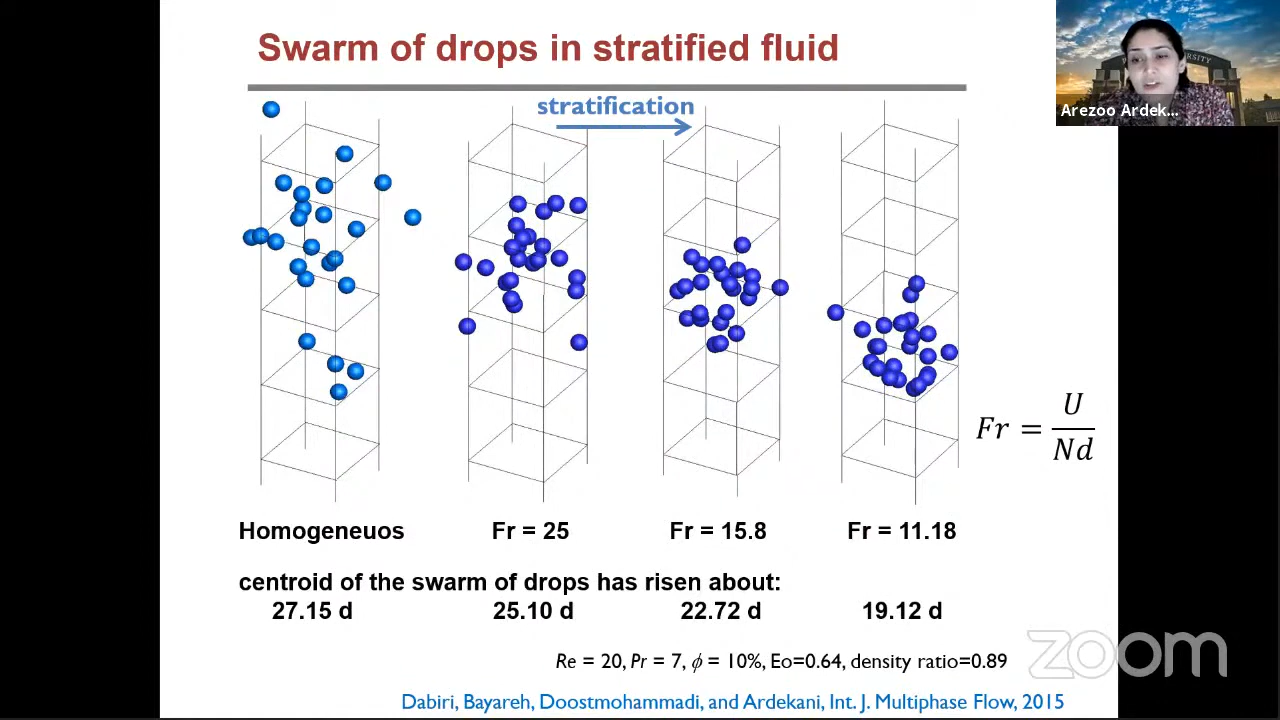 Swarm of drops in stratified fluid
stratification
Arezoo Ardek...
Fr = U
Nd
Homogeneuos Fr = 25 Fr = 15.8 Fr = 11.18
centroid of the swarm of drops has risen about:
27.15 d 25.10 d 22.72 d 19.12 d
Re = 20, Pr = 7, ϕ = 10%, Eo=0.64, density ratio=0.89
zoom
Dabiri, Bayareh, Doostmohammadi, and Ardekani, Int. J. Multiphase Flow, 2015